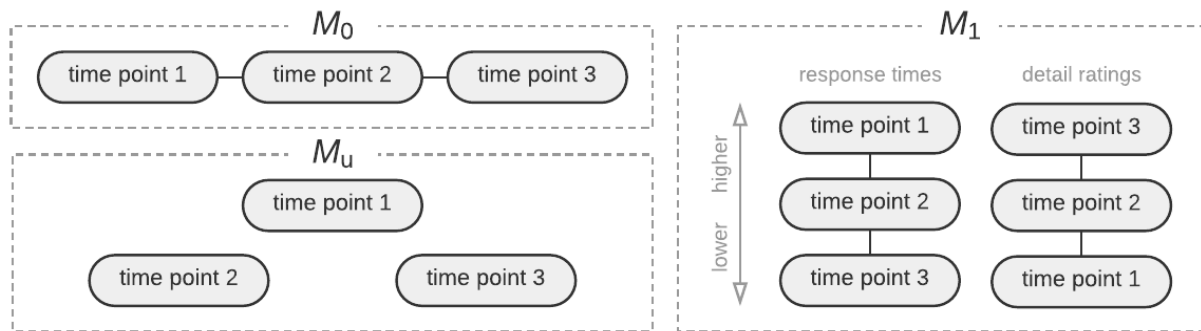 M0
time point 1 time point 2 time point 3
Mu
time point 1
time point 2 time point 3
M1
response times detail ratings
higher
lower
time point 1 time point 3
time point 2 time point 2
time point 3 time point 1